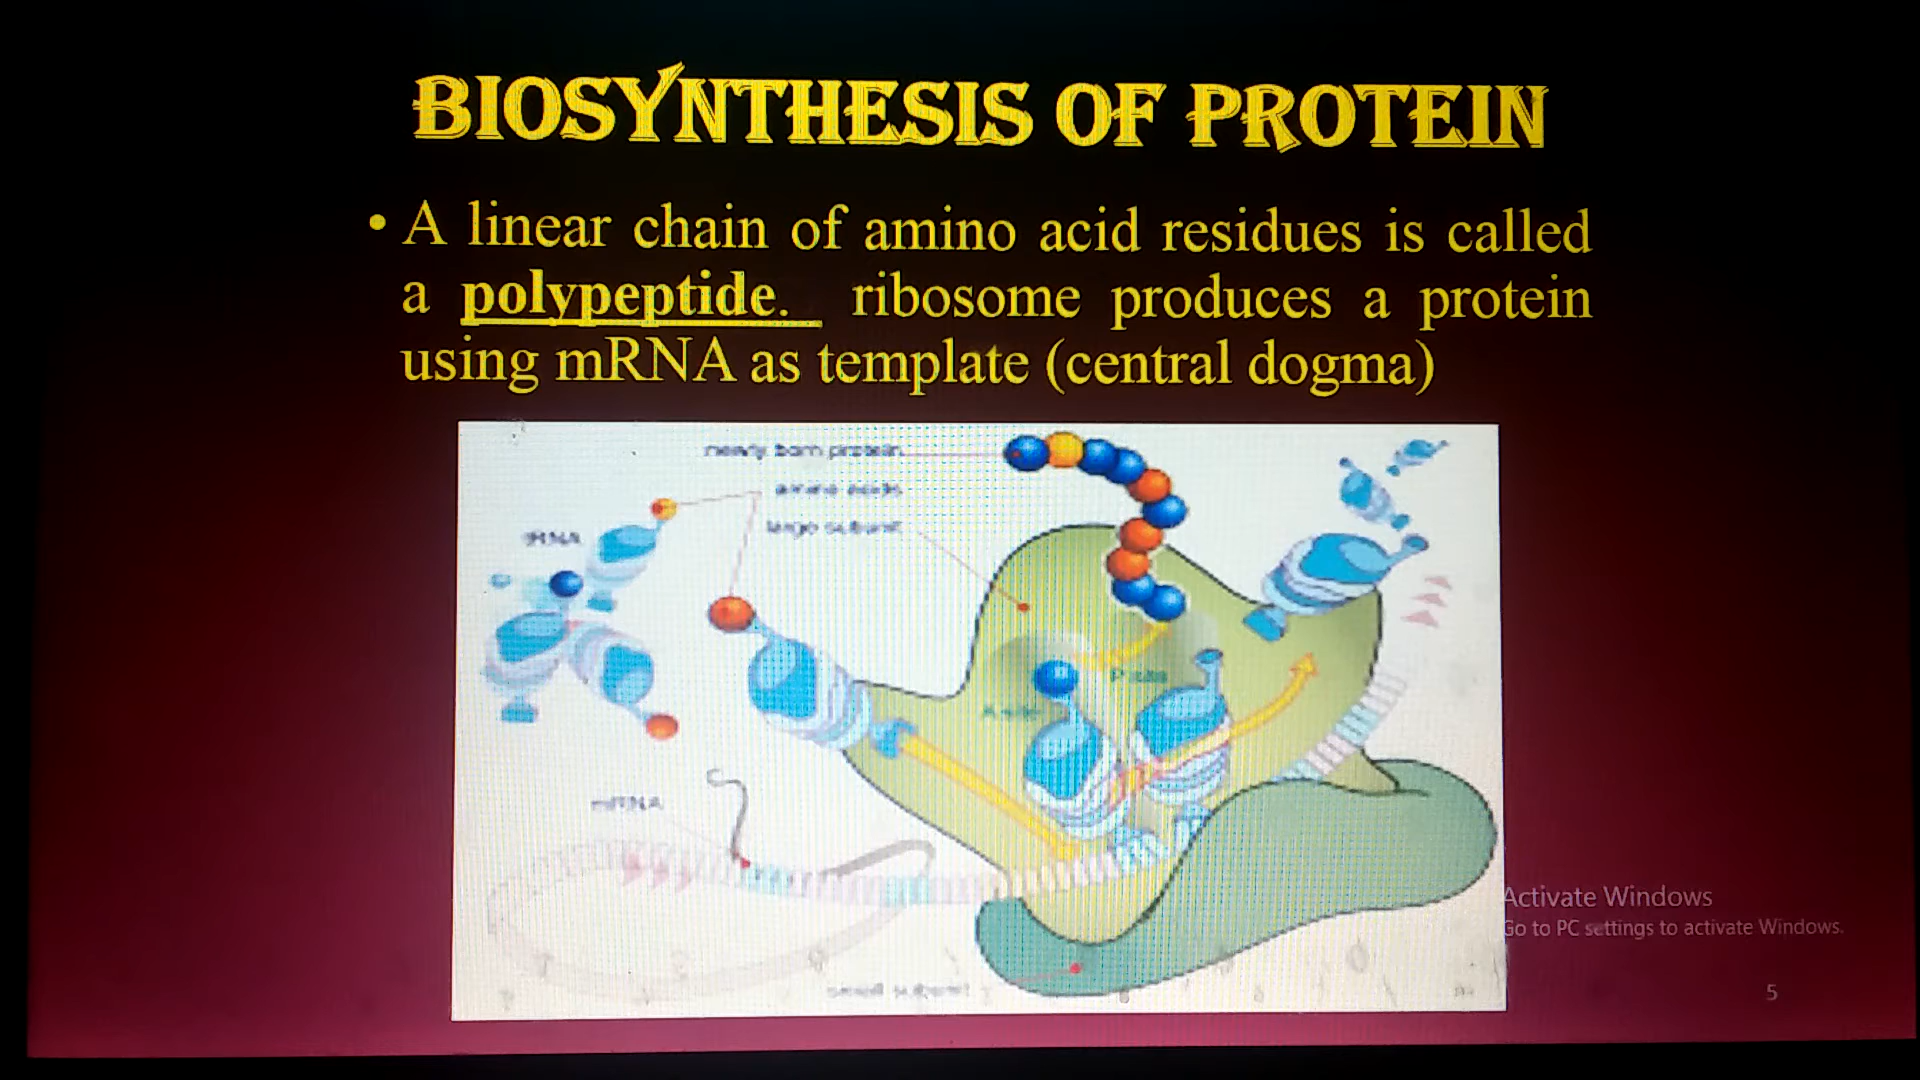 BIOSYNTHESIS OF PROTEIN
• A linear chain of amino acid residues is called
a polypeptide. ribosome produces a protein
using mRNA as template (central dogma)
newly born protein
amino acids
large subunit
tRNA
P site
A site
mRNA
small subunit
Activate Windows
Go to PC settings to activate Windows.
5